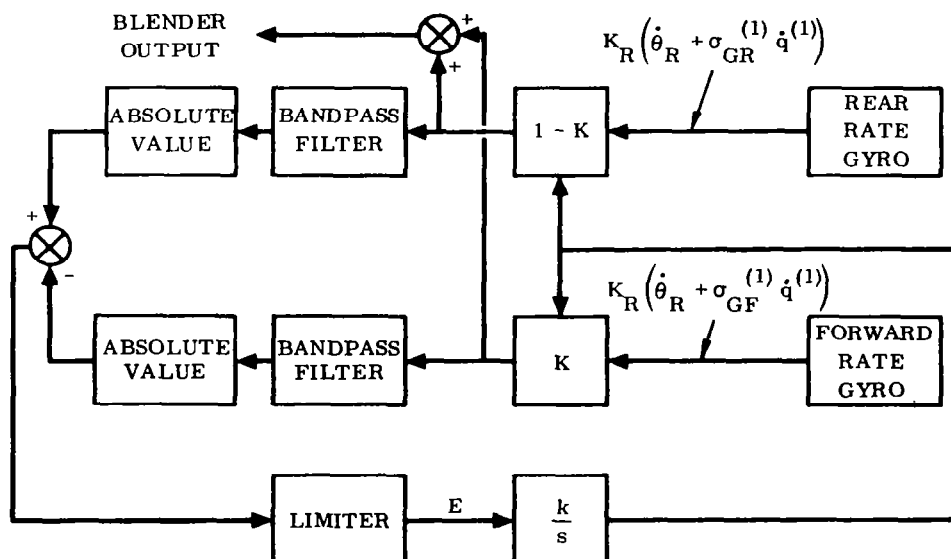 BLENDER
OUTPUT
+
+
K_R(θ̇_R + σ_GR^(1) q̇^(1))
ABSOLUTE
VALUE
BANDPASS
FILTER
1 - K
REAR
RATE
GYRO
+
-
K_R(θ̇_R + σ_GF^(1) q̇^(1))
ABSOLUTE
VALUE
BANDPASS
FILTER
K
FORWARD
RATE
GYRO
LIMITER
E
k
s